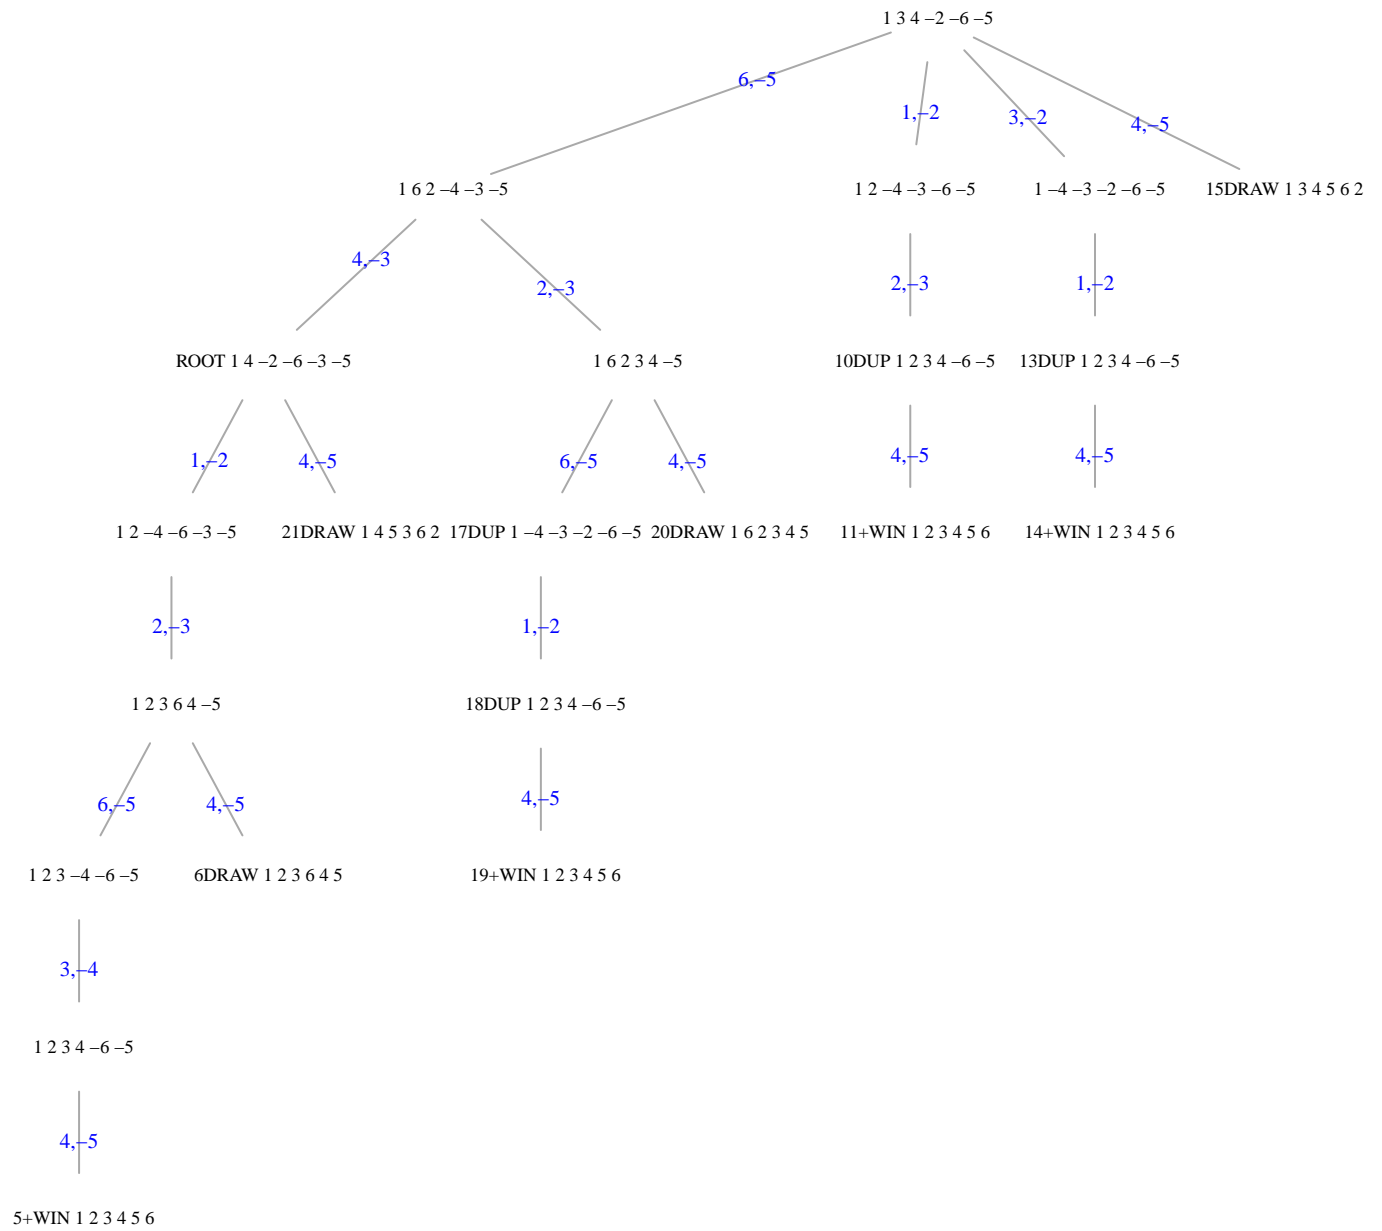 1 3 4 –2 –6 –5
6,–5
1,–2
3,–2
4,–5
1 6 2 –4 –3 –5
1 2 –4 –3 –6 –5
1 –4 –3 –2 –6 –5
15DRAW 1 3 4 5 6 2
4,–3
2,–3
2,–3
1,–2
ROOT 1 4 –2 –6 –3 –5
1 6 2 3 4 –5
10DUP 1 2 3 4 –6 –5
13DUP 1 2 3 4 –6 –5
1,–2
4,–5
6,–5
4,–5
4,–5
4,–5
1 2 –4 –6 –3 –5
21DRAW 1 4 5 3 6 2
17DUP 1 –4 –3 –2 –6 –5
20DRAW 1 6 2 3 4 5
11+WIN 1 2 3 4 5 6
14+WIN 1 2 3 4 5 6
2,–3
1,–2
1 2 3 6 4 –5
18DUP 1 2 3 4 –6 –5
6,–5
4,–5
4,–5
1 2 3 –4 –6 –5
6DRAW 1 2 3 6 4 5
19+WIN 1 2 3 4 5 6
3,–4
1 2 3 4 –6 –5
4,–5
5+WIN 1 2 3 4 5 6